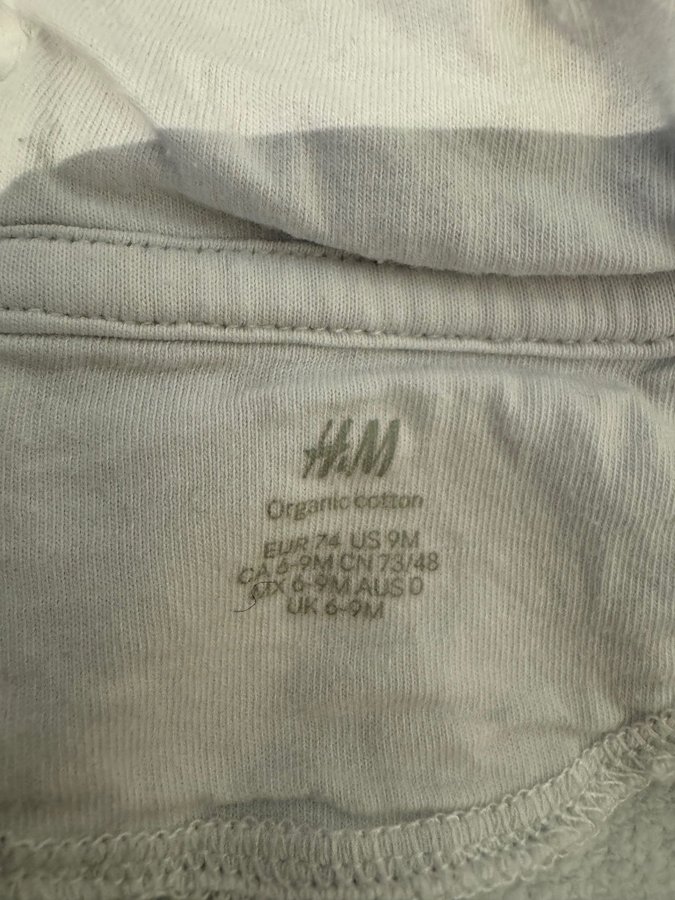 H&M
Organic cotton
EUR 74 US 9M
CA 6-9M CN 73/48
MX 6-9M AUS 0
UK 6-9M